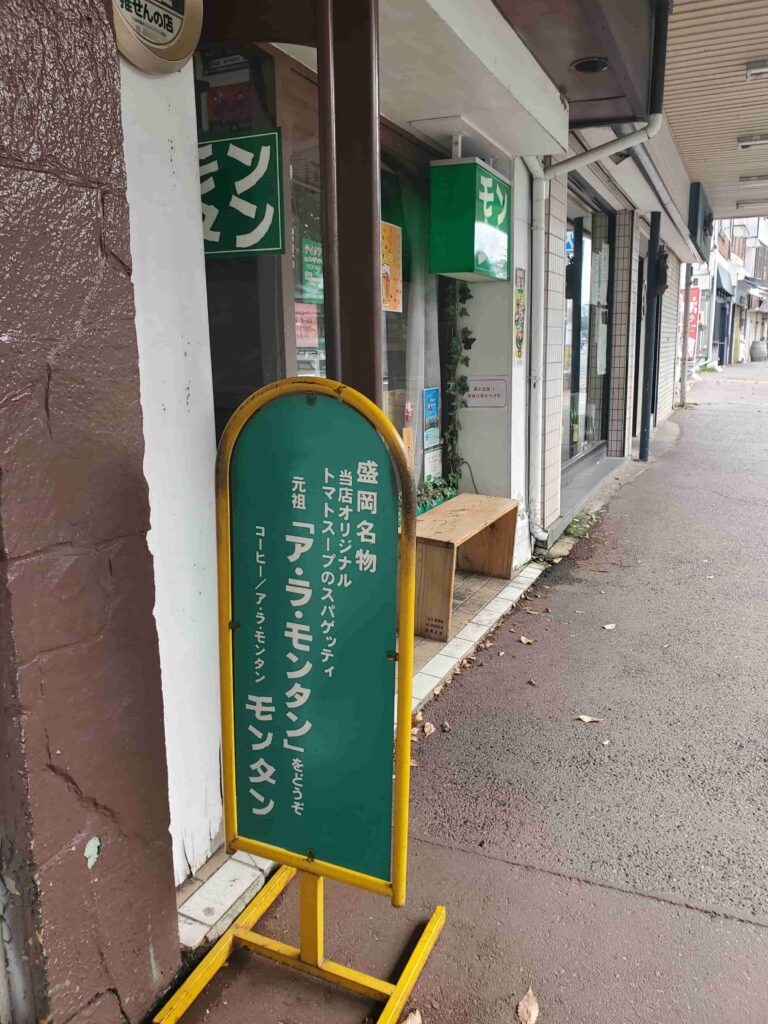 推せんの店
モン
タン
モン
盛岡名物
当店オリジナル
トマトスープのスパゲッティ
元祖「ア・ラ・モンタン」をどうぞ
コーヒー/ア・ラ・モンタン モンタン